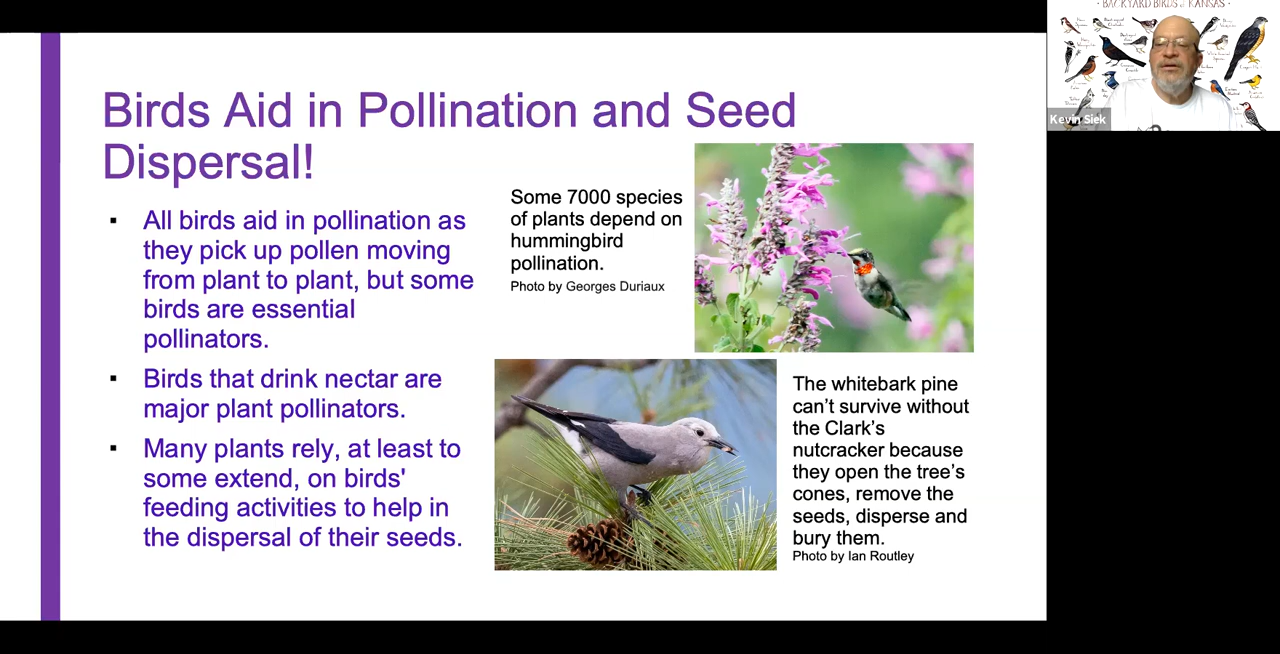 Birds Aid in Pollination and Seed
Dispersal!
▪ All birds aid in pollination as
they pick up pollen moving
from plant to plant, but some
birds are essential
pollinators.
▪ Birds that drink nectar are
major plant pollinators.
▪ Many plants rely, at least to
some extend, on birds'
feeding activities to help in
the dispersal of their seeds.
Some 7000 species
of plants depend on
hummingbird
pollination.
Photo by Georges Duriaux
The whitebark pine
can’t survive without
the Clark’s
nutcracker because
they open the tree’s
cones, remove the
seeds, disperse and
bury them.
Photo by Ian Routley
· BACKYARD BIRDS of KANSAS ·
Kevin Siek